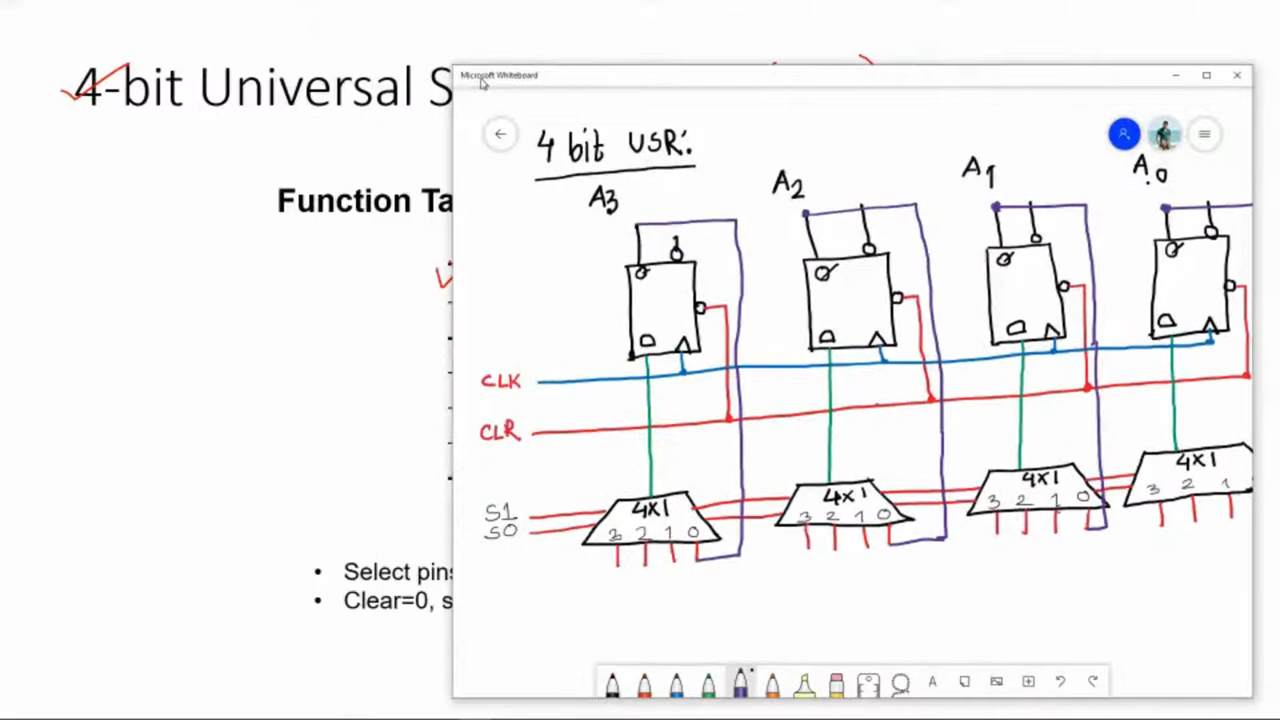 4-bit Universal S
Function Ta
Select pins
Clear=0, s
Microsoft Whiteboard
4 bit USR:
A3
A2
A1
A0
Q
Q
Q
Q
D
D
D
D
CLK
CLR
S1
S0
4x1
3 2 1 0
4x1
3 2 1 0
4x1
3 2 1 0
4x1
3 2 1
A